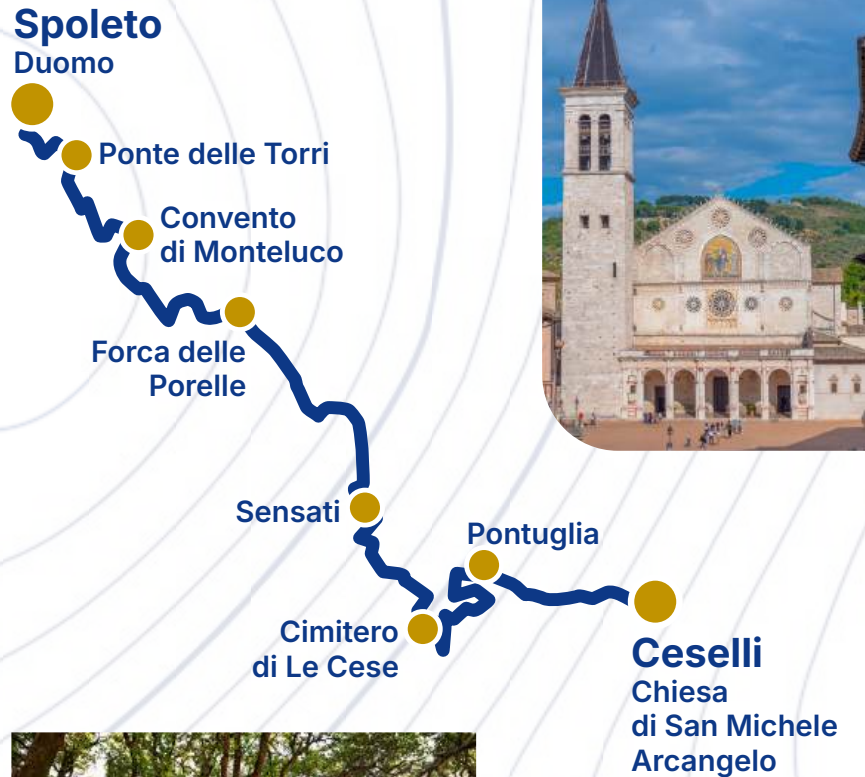 Spoleto
Duomo
Ponte delle Torri
Convento
di Monteluco
Forca delle
Porelle
Sensati
Pontuglia
Cimitero
di Le Cese
Ceselli
Chiesa
di San Michele
Arcangelo